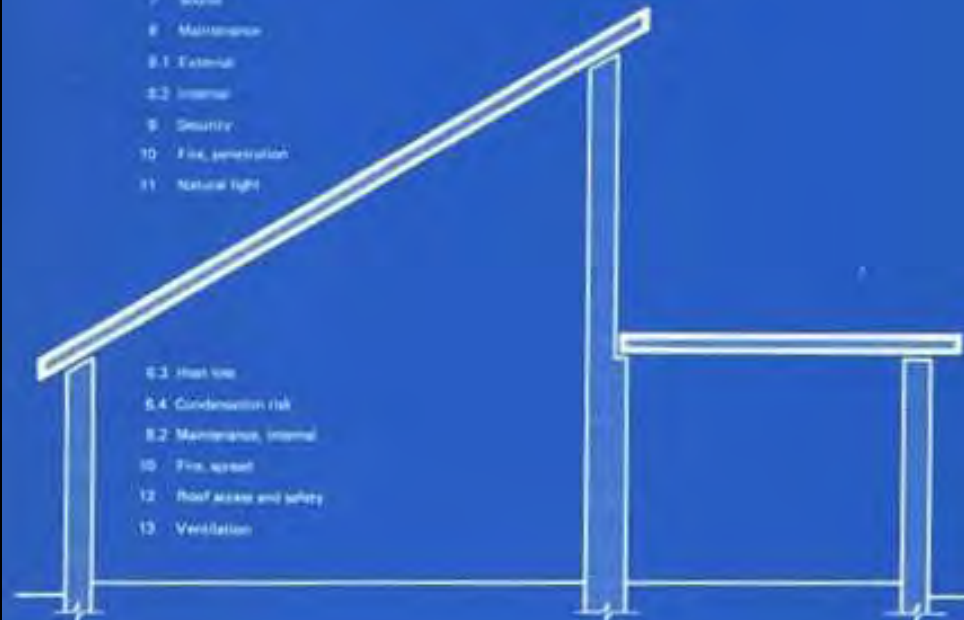 8 Maintenance
8.1 External
8.2 Internal
9 Security
10 Fire, penetration
11 Natural light
6.3 Heat loss
6.4 Condensation risk
8.2 Maintenance, internal
10 Fire, spread
12 Roof access and safety
13 Ventilation